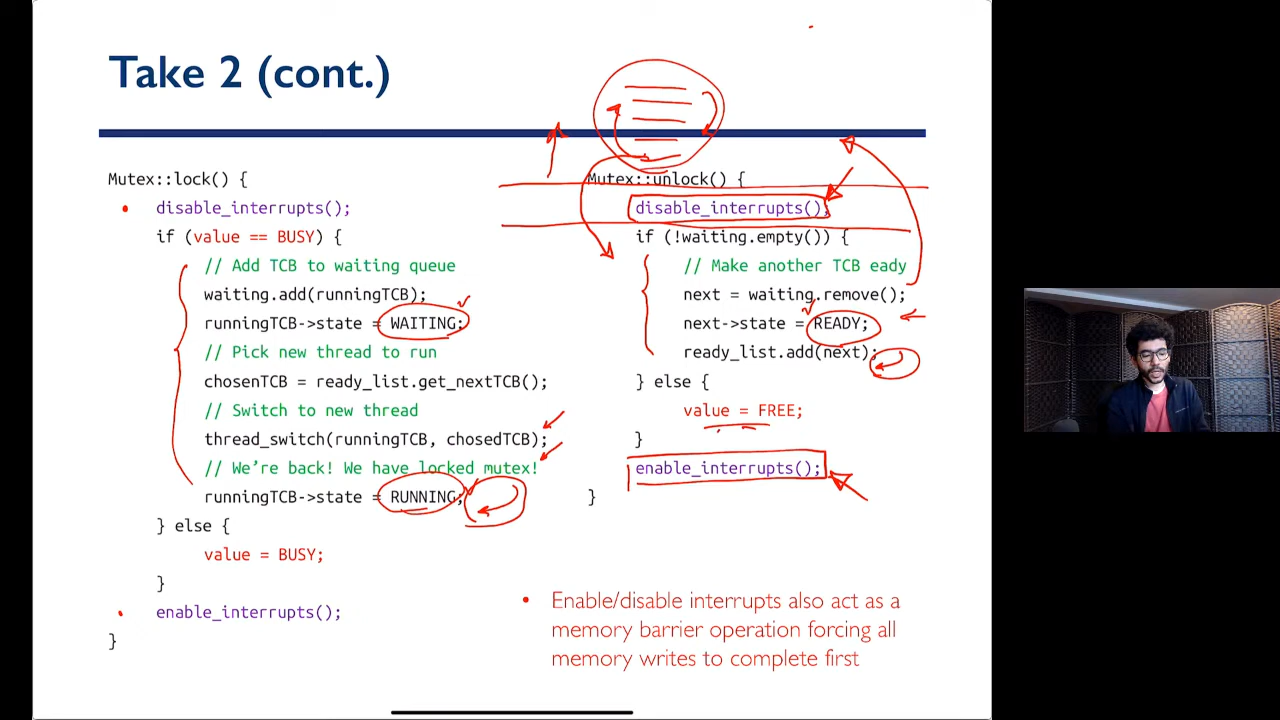 Take 2 (cont.)
Mutex::lock() {
disable_interrupts();
if (value == BUSY) {
// Add TCB to waiting queue
waiting.add(runningTCB);
runningTCB->state = WAITING;
// Pick new thread to run
chosenTCB = ready_list.get_nextTCB();
// Switch to new thread
thread_switch(runningTCB, chosedTCB);
// We're back! We have locked mutex!
runningTCB->state = RUNNING;
} else {
value = BUSY;
}
enable_interrupts();
}
Mutex::unlock() {
disable_interrupts();
if (!waiting.empty()) {
// Make another TCB eady
next = waiting.remove();
next->state = READY;
ready_list.add(next);
} else {
value = FREE;
}
enable_interrupts();
}
• Enable/disable interrupts also act as a
memory barrier operation forcing all
memory writes to complete first